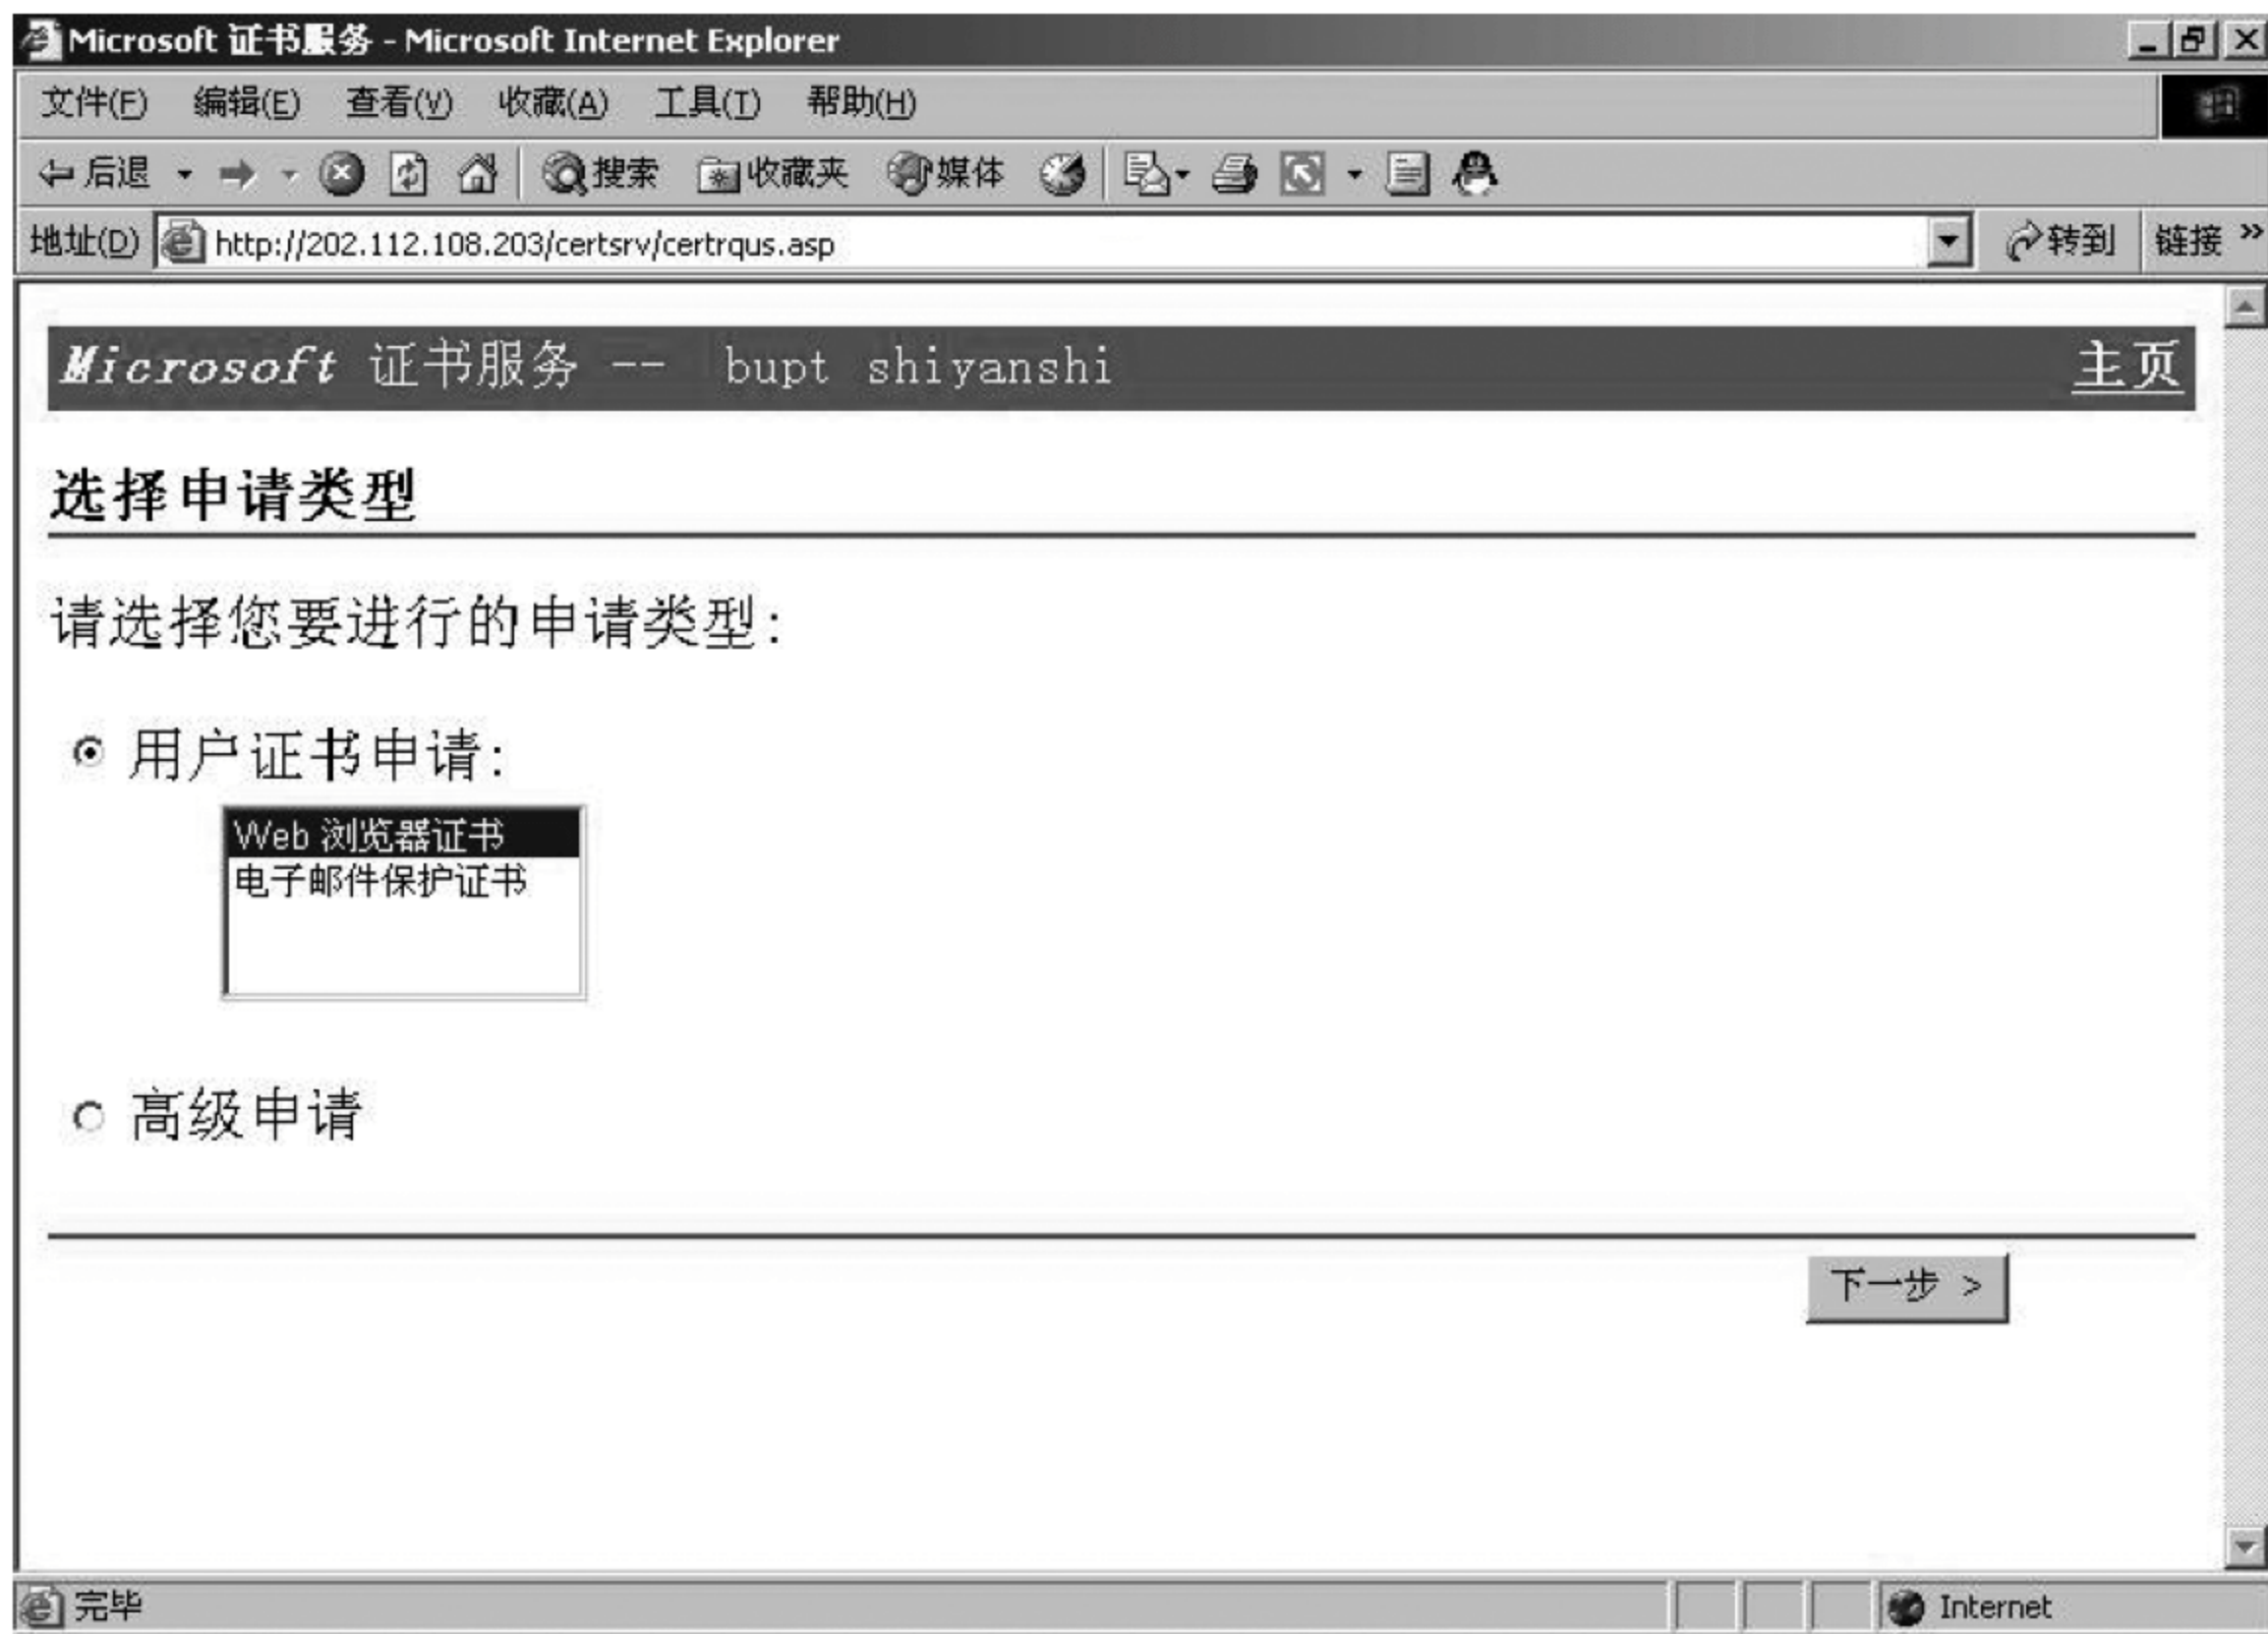 Microsoft 证书服务 - Microsoft Internet Explorer
文件(F) 编辑(E) 查看(V) 收藏(A) 工具(T) 帮助(H)
后退 搜索 收藏夹 媒体
地址(D) http://202.112.108.203/certsrv/certrqus.asp 转到 链接 »
Microsoft 证书服务 -- bupt shiyanshi 主页
选择申请类型
请选择您要进行的申请类型:
用户证书申请:
Web 浏览器证书
电子邮件保护证书
高级申请
下一步 >
完毕 Internet